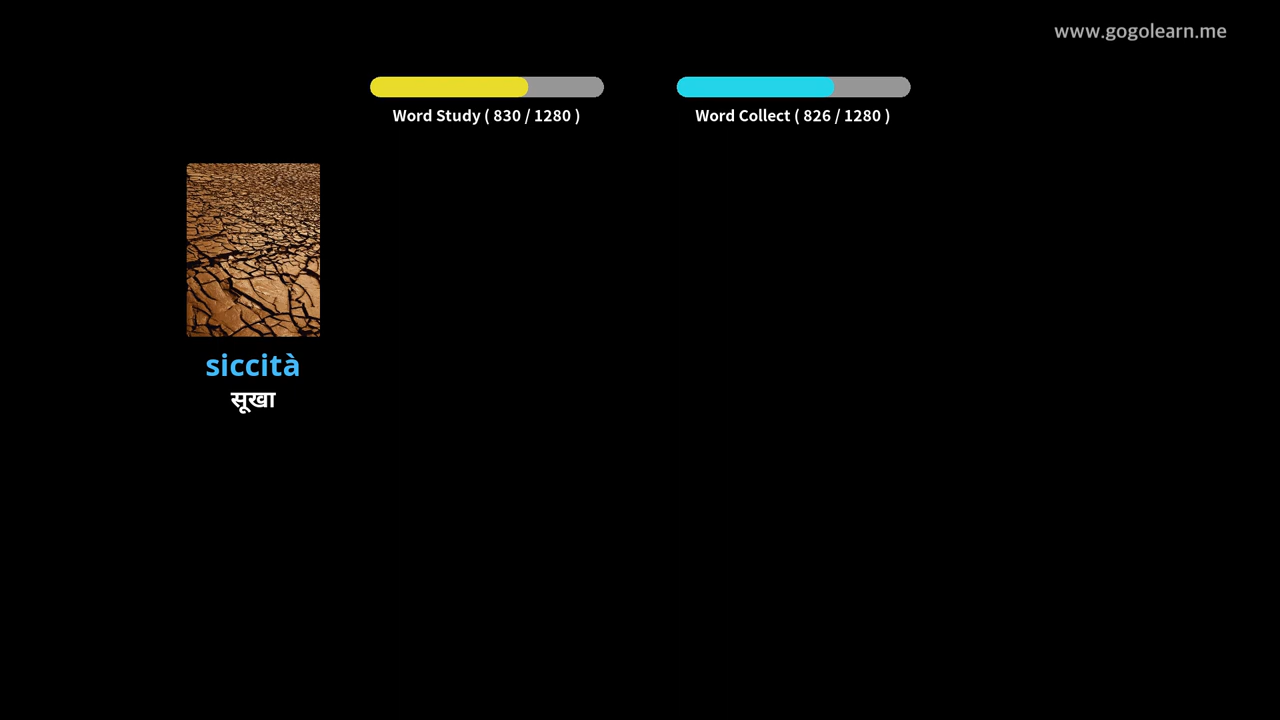 www.gogolearn.me
Word Study ( 830 / 1280 )
Word Collect ( 826 / 1280 )
siccità
सूखा